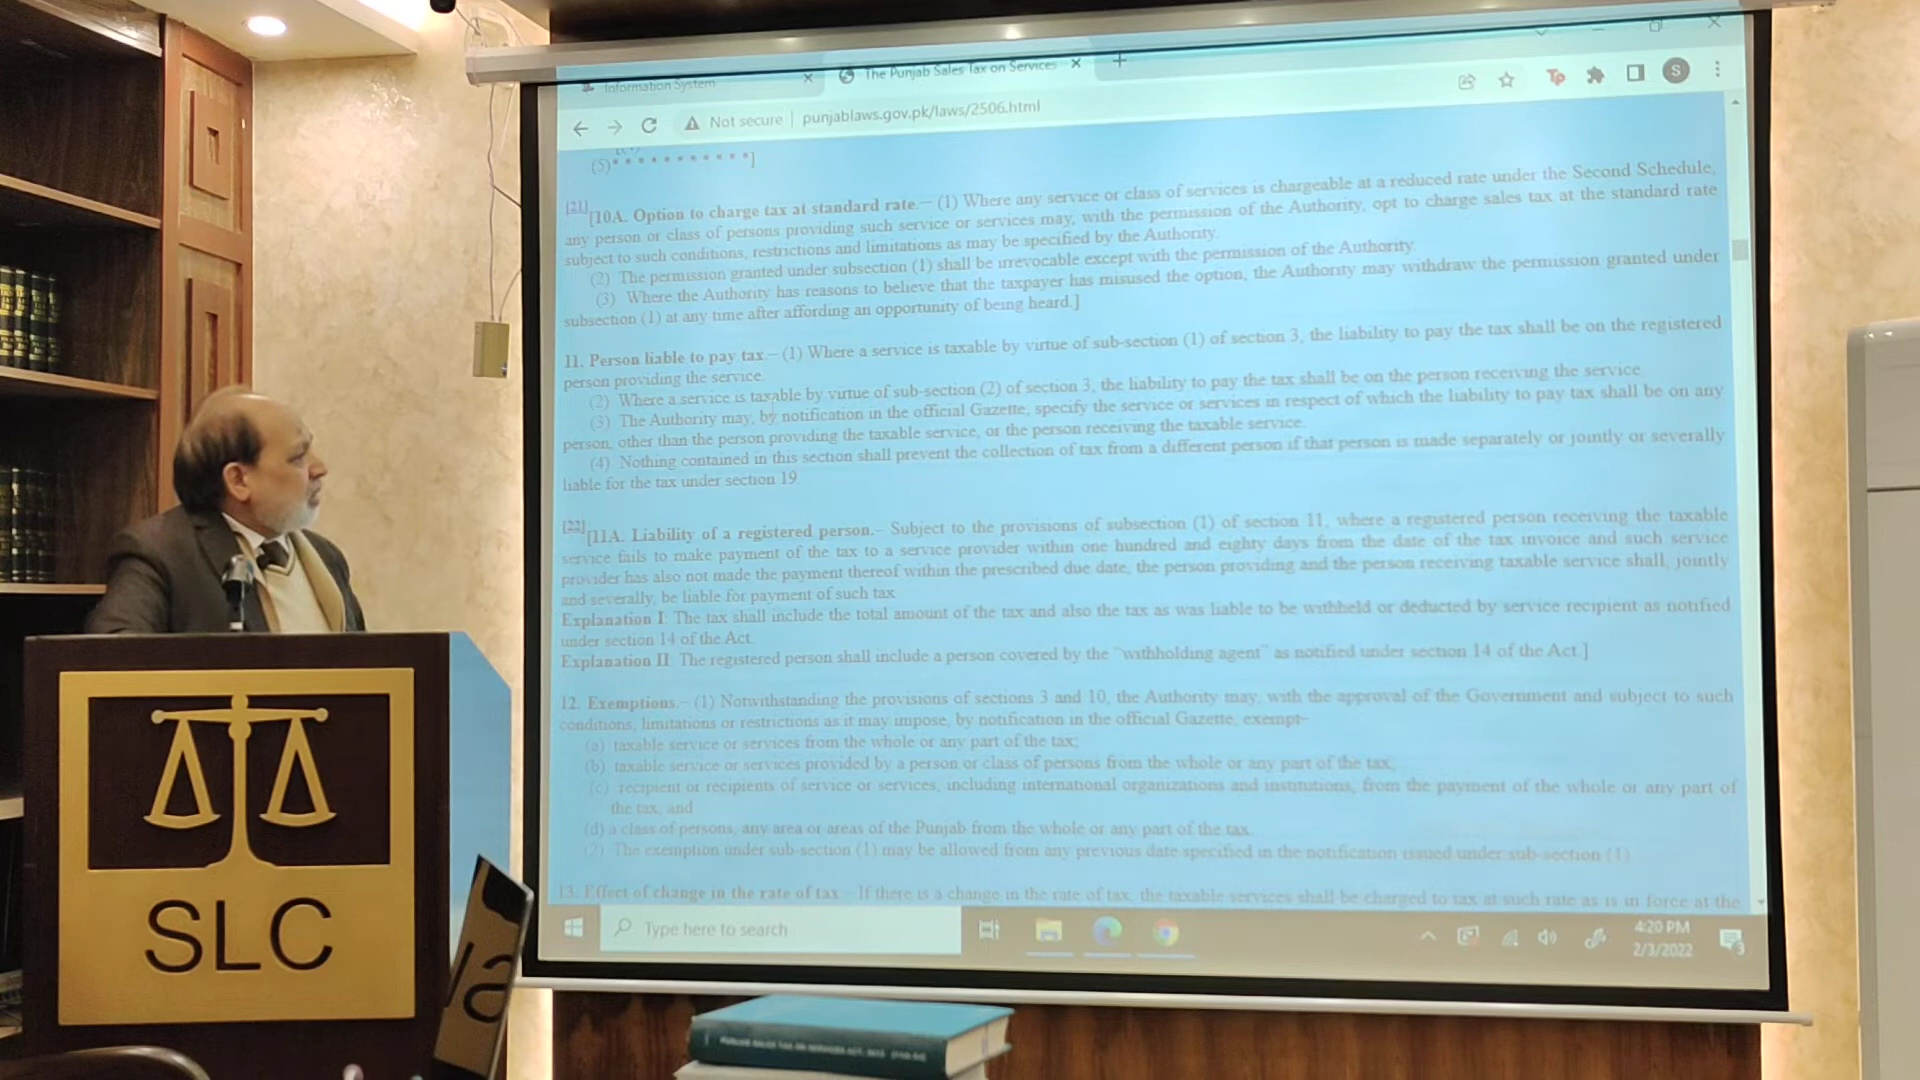 Information System
The Punjab Sales Tax on Services
Not secure | punjablaws.gov.pk/laws/2506.html
(5)* * * * * * * * * * *]
[21][10A. Option to charge tax at standard rate.– (1) Where any service or class of services is chargeable at a reduced rate under the Second Schedule,
any person or class of persons providing such service or services may, with the permission of the Authority, opt to charge sales tax at the standard rate
subject to such conditions, restrictions and limitations as may be specified by the Authority.
(2) The permission granted under subsection (1) shall be irrevocable except with the permission of the Authority.
(3) Where the Authority has reasons to believe that the taxpayer has misused the option, the Authority may withdraw the permission granted under
subsection (1) at any time after affording an opportunity of being heard.]
11. Person liable to pay tax.– (1) Where a service is taxable by virtue of sub-section (1) of section 3, the liability to pay the tax shall be on the registered
person providing the service.
(2) Where a service is taxable by virtue of sub-section (2) of section 3, the liability to pay the tax shall be on the person receiving the service.
(3) The Authority may, by notification in the official Gazette, specify the service or services in respect of which the liability to pay tax shall be on any
person, other than the person providing the taxable service, or the person receiving the taxable service.
(4) Nothing contained in this section shall prevent the collection of tax from a different person if that person is made separately or jointly or severally
liable for the tax under section 19.
[22][11A. Liability of a registered person.– Subject to the provisions of subsection (1) of section 11, where a registered person receiving the taxable
service fails to make payment of the tax to a service provider within one hundred and eighty days from the date of the tax invoice and such service
provider has also not made the payment thereof within the prescribed due date, the person providing and the person receiving taxable service shall, jointly
and severally, be liable for payment of such tax.
Explanation I: The tax shall include the total amount of the tax and also the tax as was liable to be withheld or deducted by service recipient as notified
under section 14 of the Act.
Explanation II: The registered person shall include a person covered by the "withholding agent" as notified under section 14 of the Act.]
12. Exemptions.– (1) Notwithstanding the provisions of sections 3 and 10, the Authority may, with the approval of the Government and subject to such
conditions, limitations or restrictions as it may impose, by notification in the official Gazette, exempt–
(a) taxable service or services from the whole or any part of the tax;
(b) taxable service or services provided by a person or class of persons from the whole or any part of the tax;
(c) recipient or recipients of service or services, including international organizations and institutions, from the payment of the whole or any part of
the tax; and
(d) a class of persons, any area or areas of the Punjab from the whole or any part of the tax.
(2) The exemption under sub-section (1) may be allowed from any previous date specified in the notification issued under sub-section (1).
13. Effect of change in the rate of tax.– If there is a change in the rate of tax, the taxable services shall be charged to tax at such rate as is in force at the
Type here to search
4:20 PM
2/3/2022
3
S
SLC